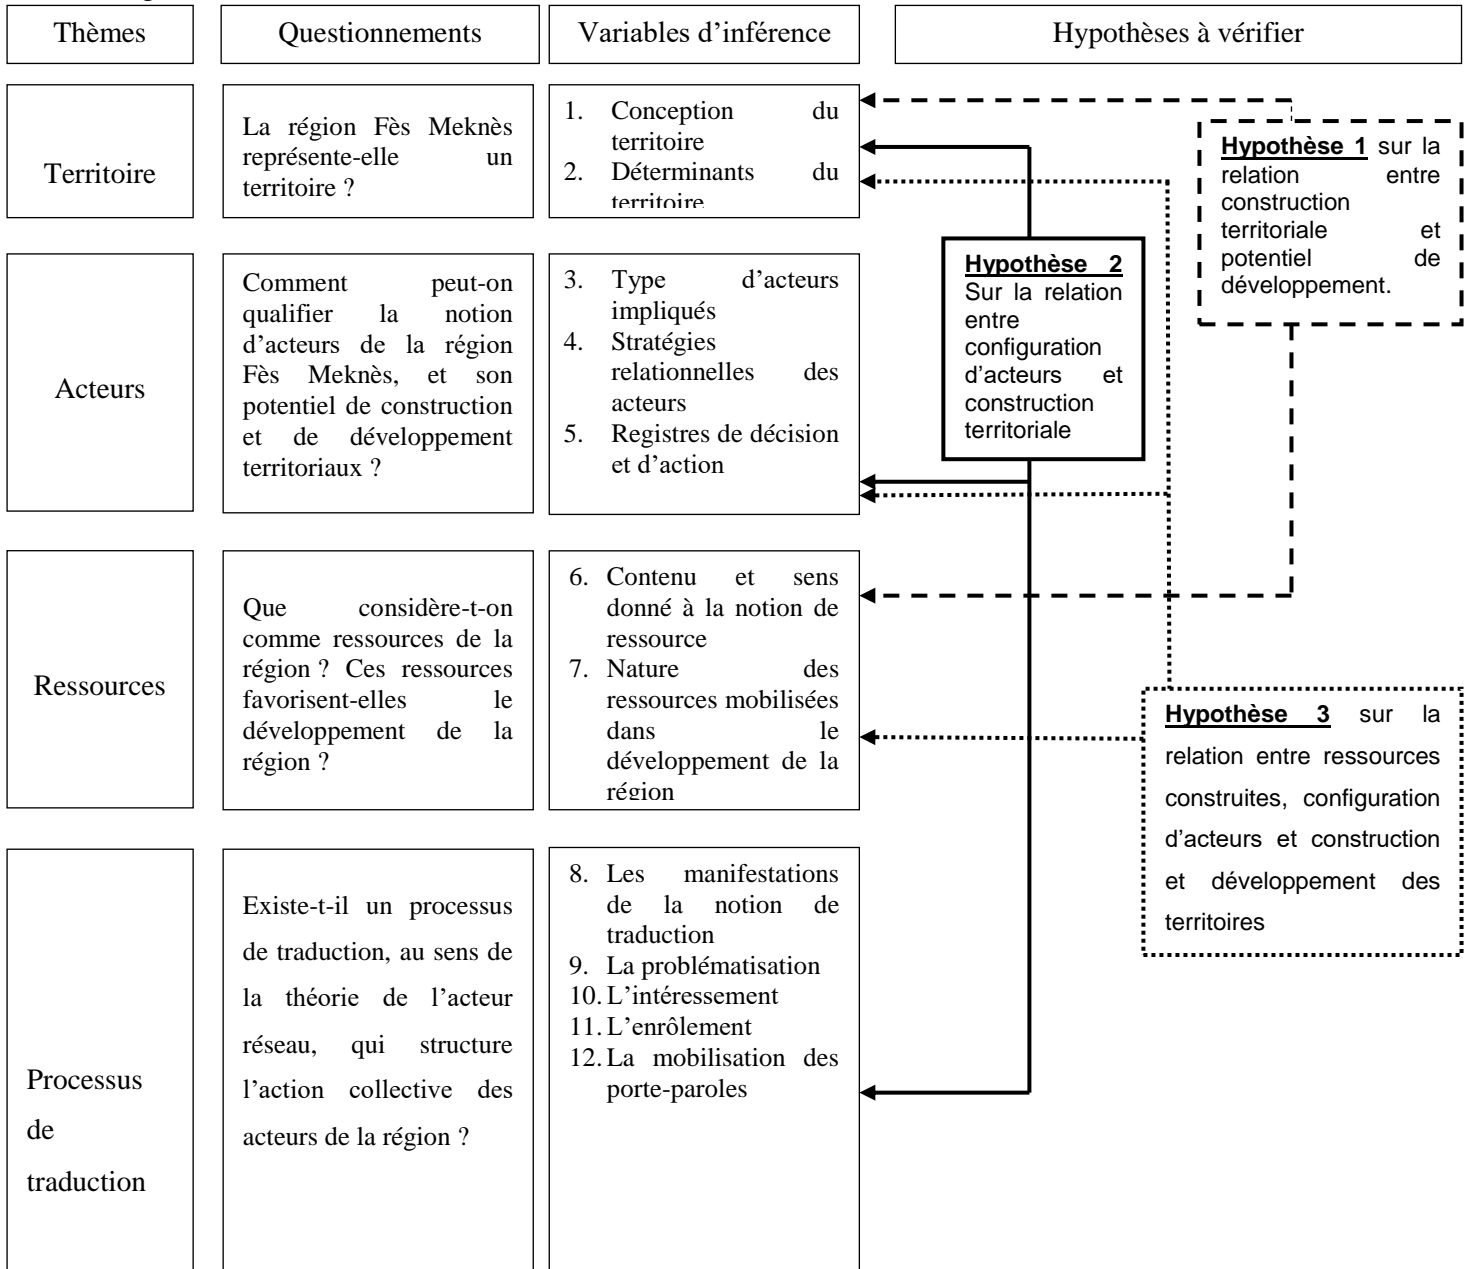 Thèmes
Questionnements
Variables d’inférence
Hypothèses à vérifier
Territoire
La région Fès Meknès
représente-elle un
territoire ?
1. Conception du
territoire
2. Déterminants du
territoire
Hypothèse 1 sur la
relation entre
construction
territoriale et
potentiel de
développement.
Acteurs
Comment peut-on
qualifier la notion
d’acteurs de la région
Fès Meknès, et son
potentiel de construction
et de développement
territoriaux ?
3. Type d’acteurs
impliqués
4. Stratégies
relationnelles des
acteurs
5. Registres de décision
et d’action
Hypothèse 2
Sur la relation
entre
configuration
d’acteurs et
construction
territoriale
Ressources
Que considère-t-on
comme ressources de la
région ? Ces ressources
favorisent-elles le
développement de la
région ?
6. Contenu et sens
donné à la notion de
ressource
7. Nature des
ressources mobilisées
dans le
développement de la
région
Hypothèse 3 sur la
relation entre ressources
construites, configuration
d’acteurs et construction
et développement des
territoires
Processus
de
traduction
Existe-t-il un processus
de traduction, au sens de
la théorie de l’acteur
réseau, qui structure
l’action collective des
acteurs de la région ?
8. Les manifestations
de la notion de
traduction
9. La problématisation
10. L’intéressement
11. L’enrôlement
12. La mobilisation des
porte-paroles